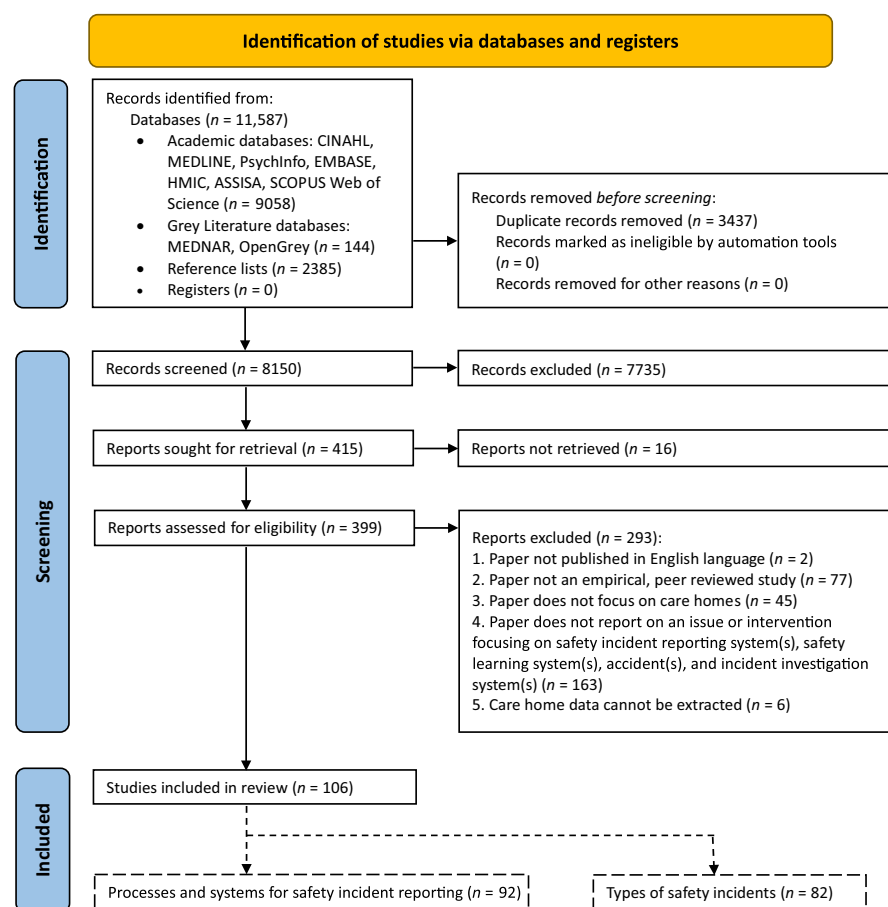 Identification of studies via databases and registers
Identification
Records identified from:
Databases (n = 11,587)
• Academic databases: CINAHL,
MEDLINE, PsychInfo, EMBASE,
HMIC, ASSISA, SCOPUS Web of
Science (n = 9058)
• Grey Literature databases:
MEDNAR, OpenGrey (n = 144)
• Reference lists (n = 2385)
• Registers (n = 0)
Records removed before screening:
Duplicate records removed (n = 3437)
Records marked as ineligible by automation tools
(n = 0)
Records removed for other reasons (n = 0)
Screening
Records screened (n = 8150)
Records excluded (n = 7735)
Reports sought for retrieval (n = 415)
Reports not retrieved (n = 16)
Reports assessed for eligibility (n = 399)
Reports excluded (n = 293):
1. Paper not published in English language (n = 2)
2. Paper not an empirical, peer reviewed study (n = 77)
3. Paper does not focus on care homes (n = 45)
4. Paper does not report on an issue or intervention
focusing on safety incident reporting system(s), safety
learning system(s), accident(s), and incident investigation
system(s) (n = 163)
5. Care home data cannot be extracted (n = 6)
Included
Studies included in review (n = 106)
Processes and systems for safety incident reporting (n = 92)
Types of safety incidents (n = 82)